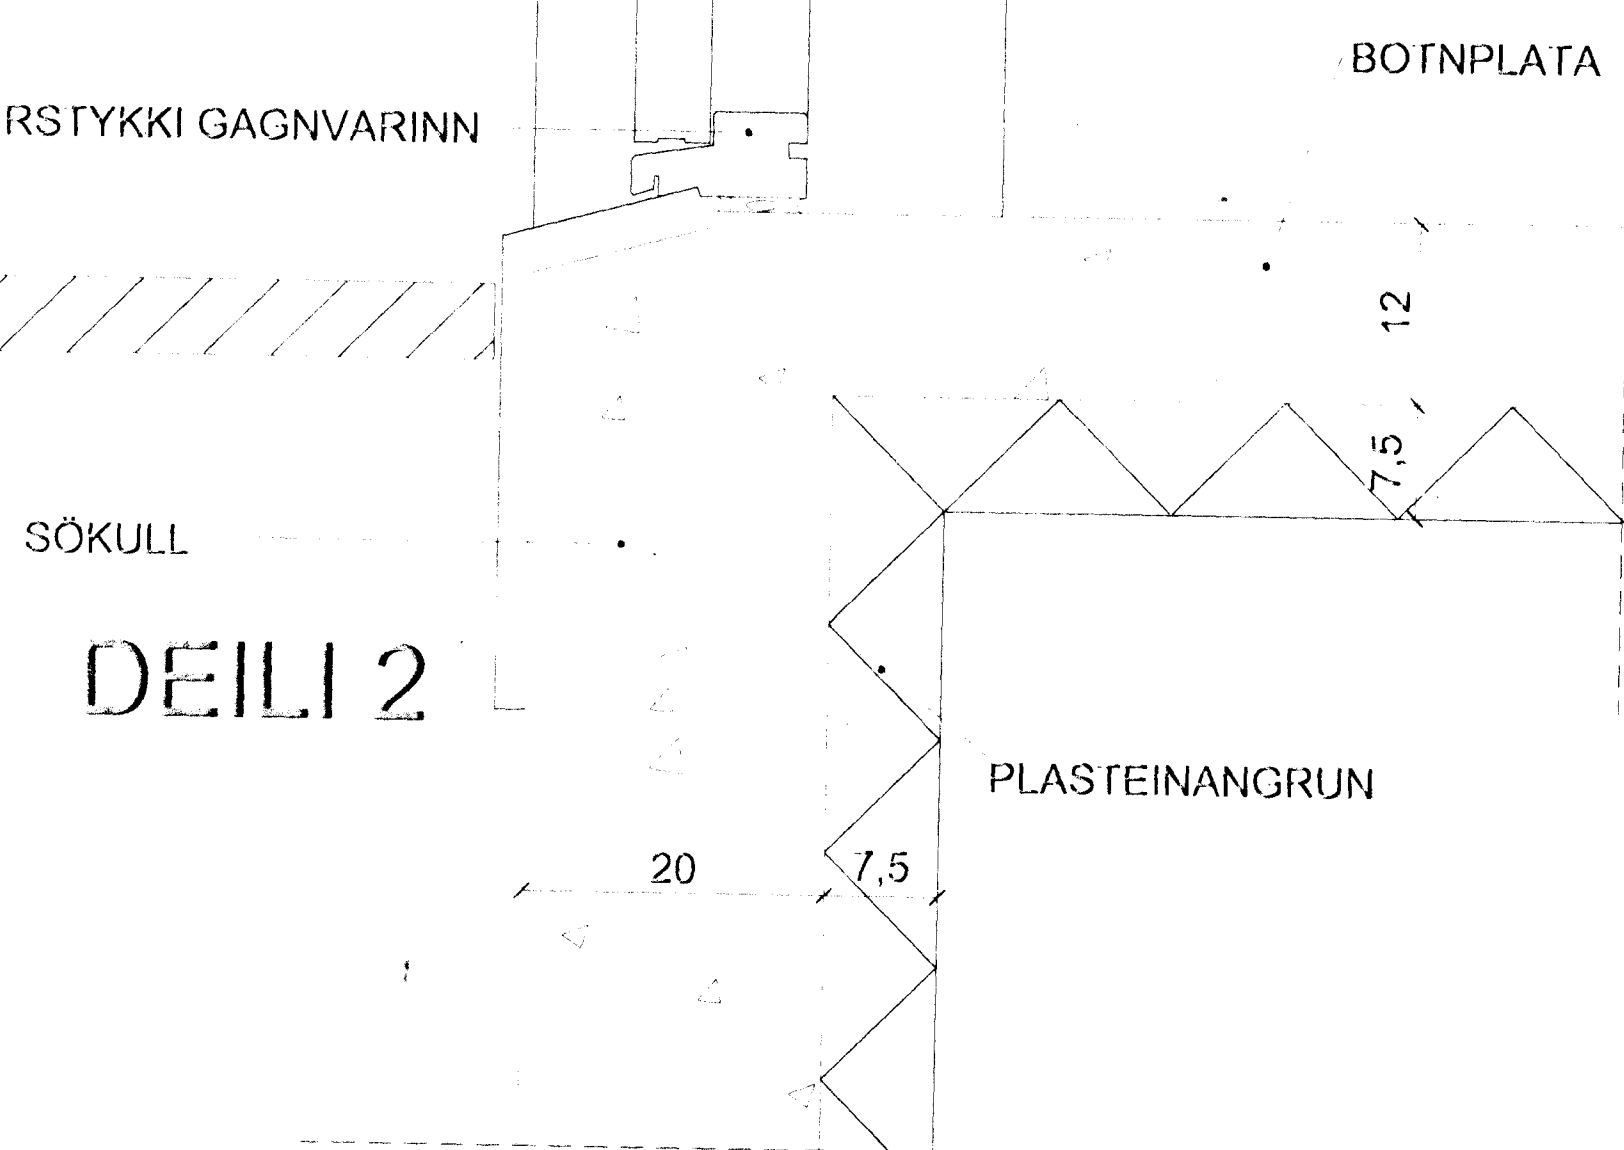 BOTNPLATA
RSTYKKI GAGNVARINN
12
7,5
SÖKULL
DEILI 2
PLASTEINANGRUN
20
7,5